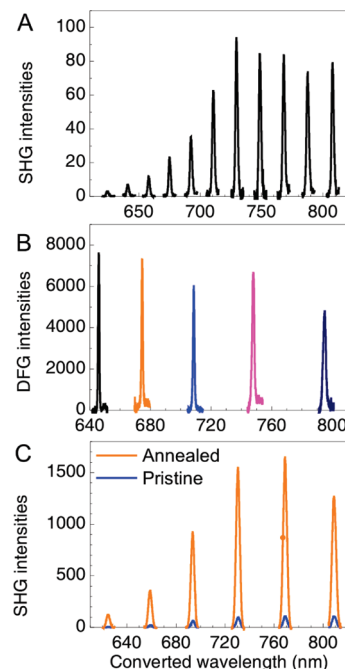 A
100
80
60
40
20
0
SHG intensities
650 700 750 800
B
8000
6000
4000
2000
0
DFG intensities
640 680 720 760 800
C
Annealed
Pristine
1500
1000
500
0
SHG intensities
640 680 720 760 800
Converted wavelength (nm)